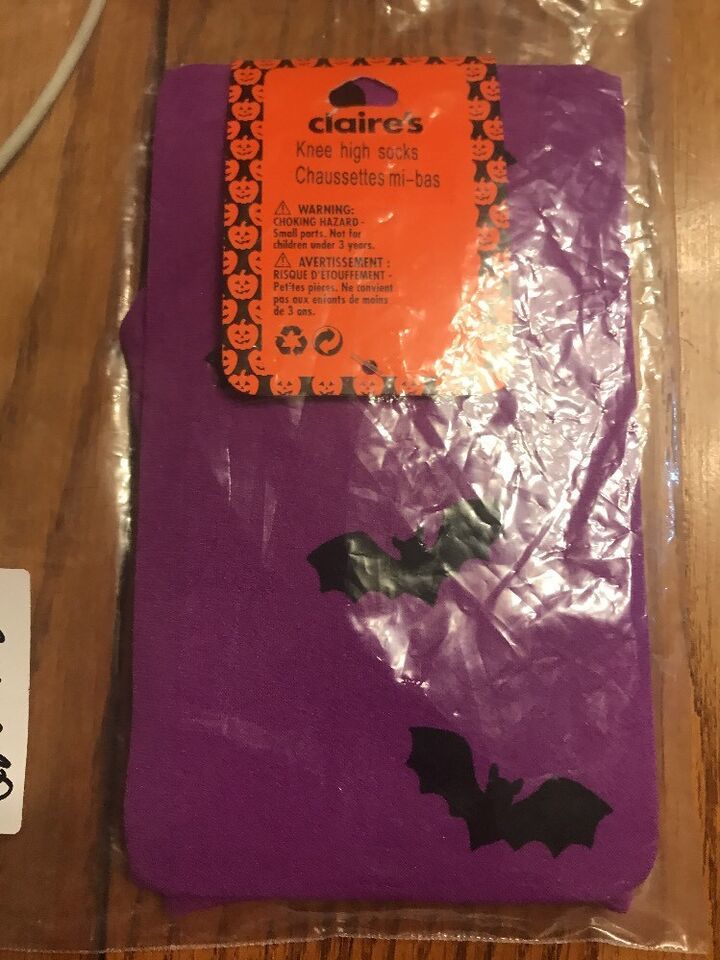 claire's
Knee high socks
Chaussettes mi-bas
WARNING:
CHOKING HAZARD -
Small parts. Not for
children under 3 years.
AVERTISSEMENT :
RISQUE D'ÉTOUFFEMENT -
Petites pièces. Ne convient
pas aux enfants de moins
de 3 ans.